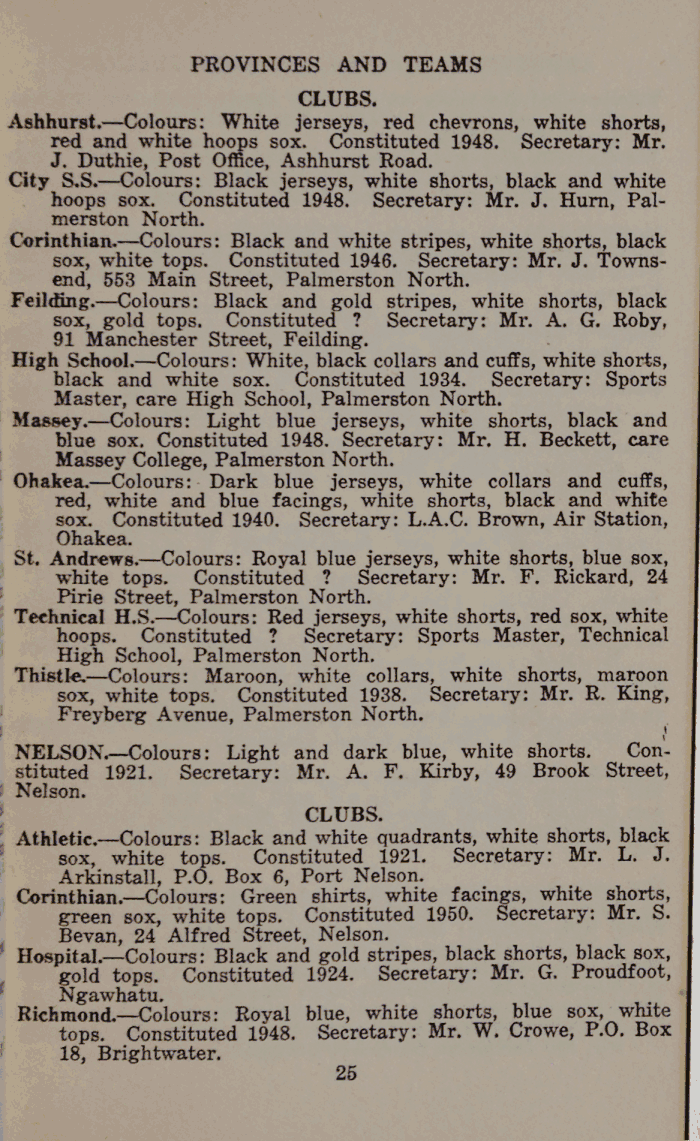 PROVINCES AND TEAMS
CLUBS.
Ashhurst.—Colours: White jerseys, red chevrons, white shorts,
red and white hoops sox. Constituted 1948. Secretary: Mr.
J. Duthie, Post Office, Ashhurst Road.
City S.S.—Colours: Black jerseys, white shorts, black and white
hoops sox. Constituted 1948. Secretary: Mr. J. Hurn, Pal-
merston North.
Corinthian.—Colours: Black and white stripes, white shorts, black
sox, white tops. Constituted 1946. Secretary: Mr. J. Towns-
end, 553 Main Street, Palmerston North.
Feilding.—Colours: Black and gold stripes, white shorts, black
sox, gold tops. Constituted ? Secretary: Mr. A. G. Roby,
91 Manchester Street, Feilding.
High School.—Colours: White, black collars and cuffs, white shorts,
black and white sox. Constituted 1934. Secretary: Sports
Master, care High School, Palmerston North.
Massey.—Colours: Light blue jerseys, white shorts, black and
blue sox. Constituted 1948. Secretary: Mr. H. Beckett, care
Massey College, Palmerston North.
Ohakea.—Colours: Dark blue jerseys, white collars and cuffs,
red, white and blue facings, white shorts, black and white
sox. Constituted 1940. Secretary: L.A.C. Brown, Air Station,
Ohakea.
St. Andrews.—Colours: Royal blue jerseys, white shorts, blue sox,
white tops. Constituted ? Secretary: Mr. F. Rickard, 24
Pirie Street, Palmerston North.
Technical H.S.—Colours: Red jerseys, white shorts, red sox, white
hoops. Constituted ? Secretary: Sports Master, Technical
High School, Palmerston North.
Thistle.—Colours: Maroon, white collars, white shorts, maroon
sox, white tops. Constituted 1938. Secretary: Mr. R. King,
Freyberg Avenue, Palmerston North.
NELSON.—Colours: Light and dark blue, white shorts. Con-
stituted 1921. Secretary: Mr. A. F. Kirby, 49 Brook Street,
Nelson.
CLUBS.
Athletic.—Colours: Black and white quadrants, white shorts, black
sox, white tops. Constituted 1921. Secretary: Mr. L. J.
Arkinstall, P.O. Box 6, Port Nelson.
Corinthian.—Colours: Green shirts, white facings, white shorts,
green sox, white tops. Constituted 1950. Secretary: Mr. S.
Bevan, 24 Alfred Street, Nelson.
Hospital.—Colours: Black and gold stripes, black shorts, black sox,
gold tops. Constituted 1924. Secretary: Mr. G. Proudfoot,
Ngawhatu.
Richmond.—Colours: Royal blue, white shorts, blue sox, white
tops. Constituted 1948. Secretary: Mr. W. Crowe, P.O. Box
18, Brightwater.
25